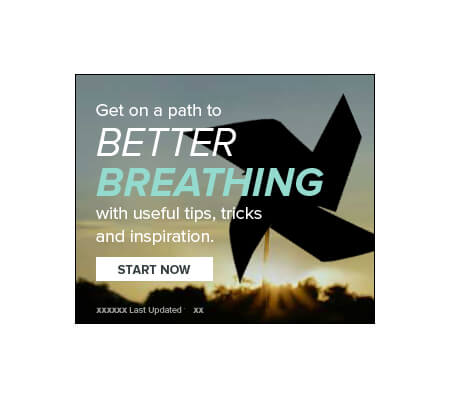 Get on a path to
BETTER
BREATHING
with useful tips, tricks
and inspiration.
START NOW
xxxxxx Last Updated xx